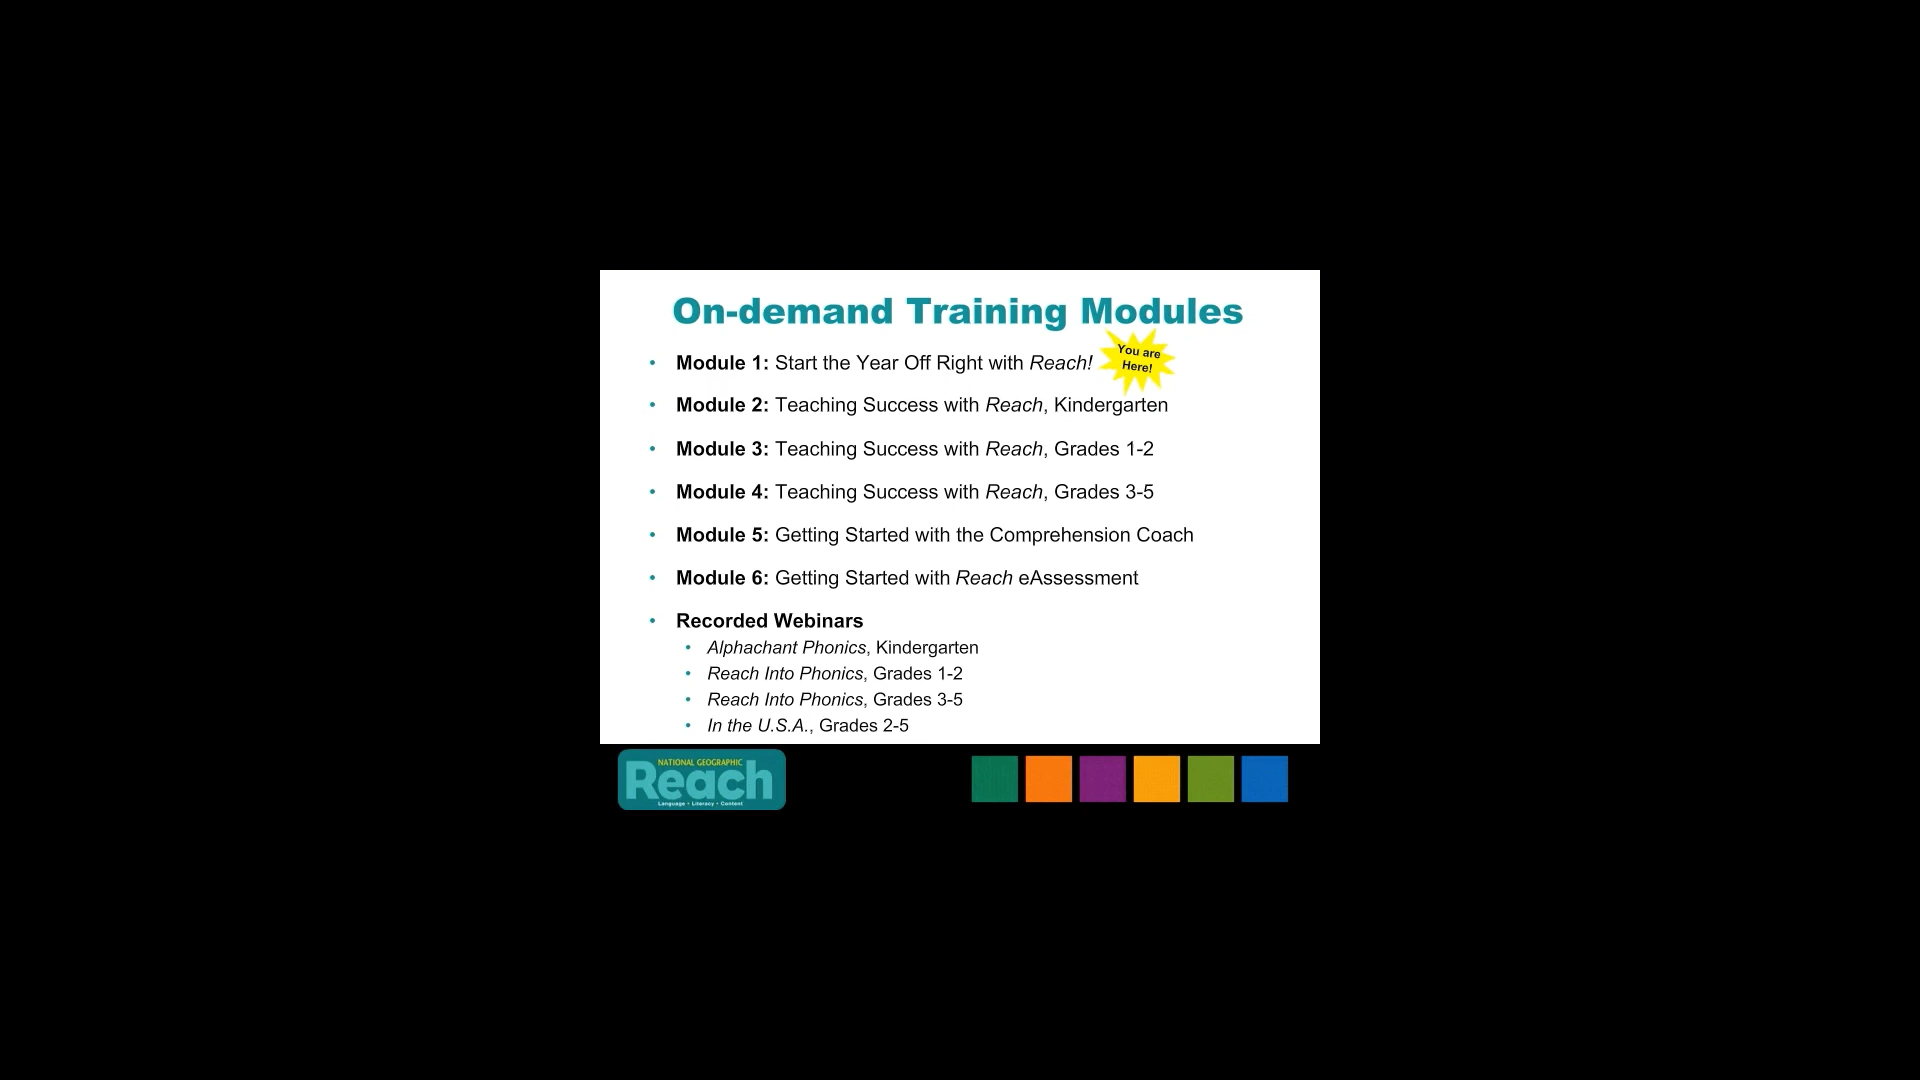 On-demand Training Modules
• Module 1: Start the Year Off Right with Reach!
You are
Here!
• Module 2: Teaching Success with Reach, Kindergarten
• Module 3: Teaching Success with Reach, Grades 1-2
• Module 4: Teaching Success with Reach, Grades 3-5
• Module 5: Getting Started with the Comprehension Coach
• Module 6: Getting Started with Reach eAssessment
• Recorded Webinars
• Alphachant Phonics, Kindergarten
• Reach Into Phonics, Grades 1-2
• Reach Into Phonics, Grades 3-5
• In the U.S.A., Grades 2-5
NATIONAL GEOGRAPHIC
Reach
Language • Literacy • Content